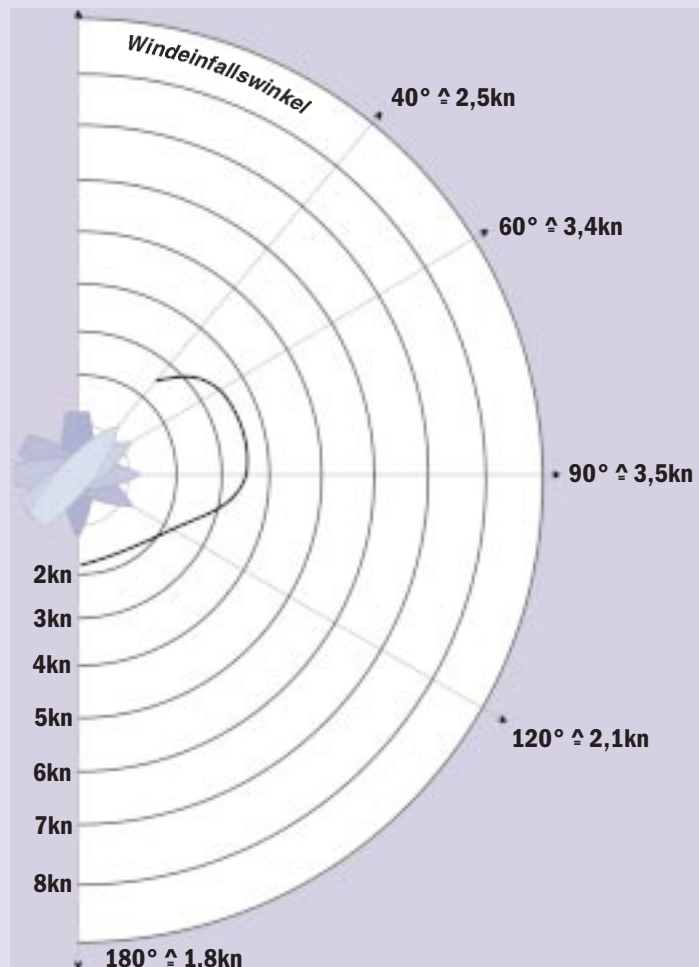 Windeinfallswinkel
40° ≙ 2,5kn
60° ≙ 3,4kn
90° ≙ 3,5kn
2kn
3kn
4kn
5kn
6kn
7kn
8kn
120° ≙ 2,1kn
180° ≙ 1,8kn